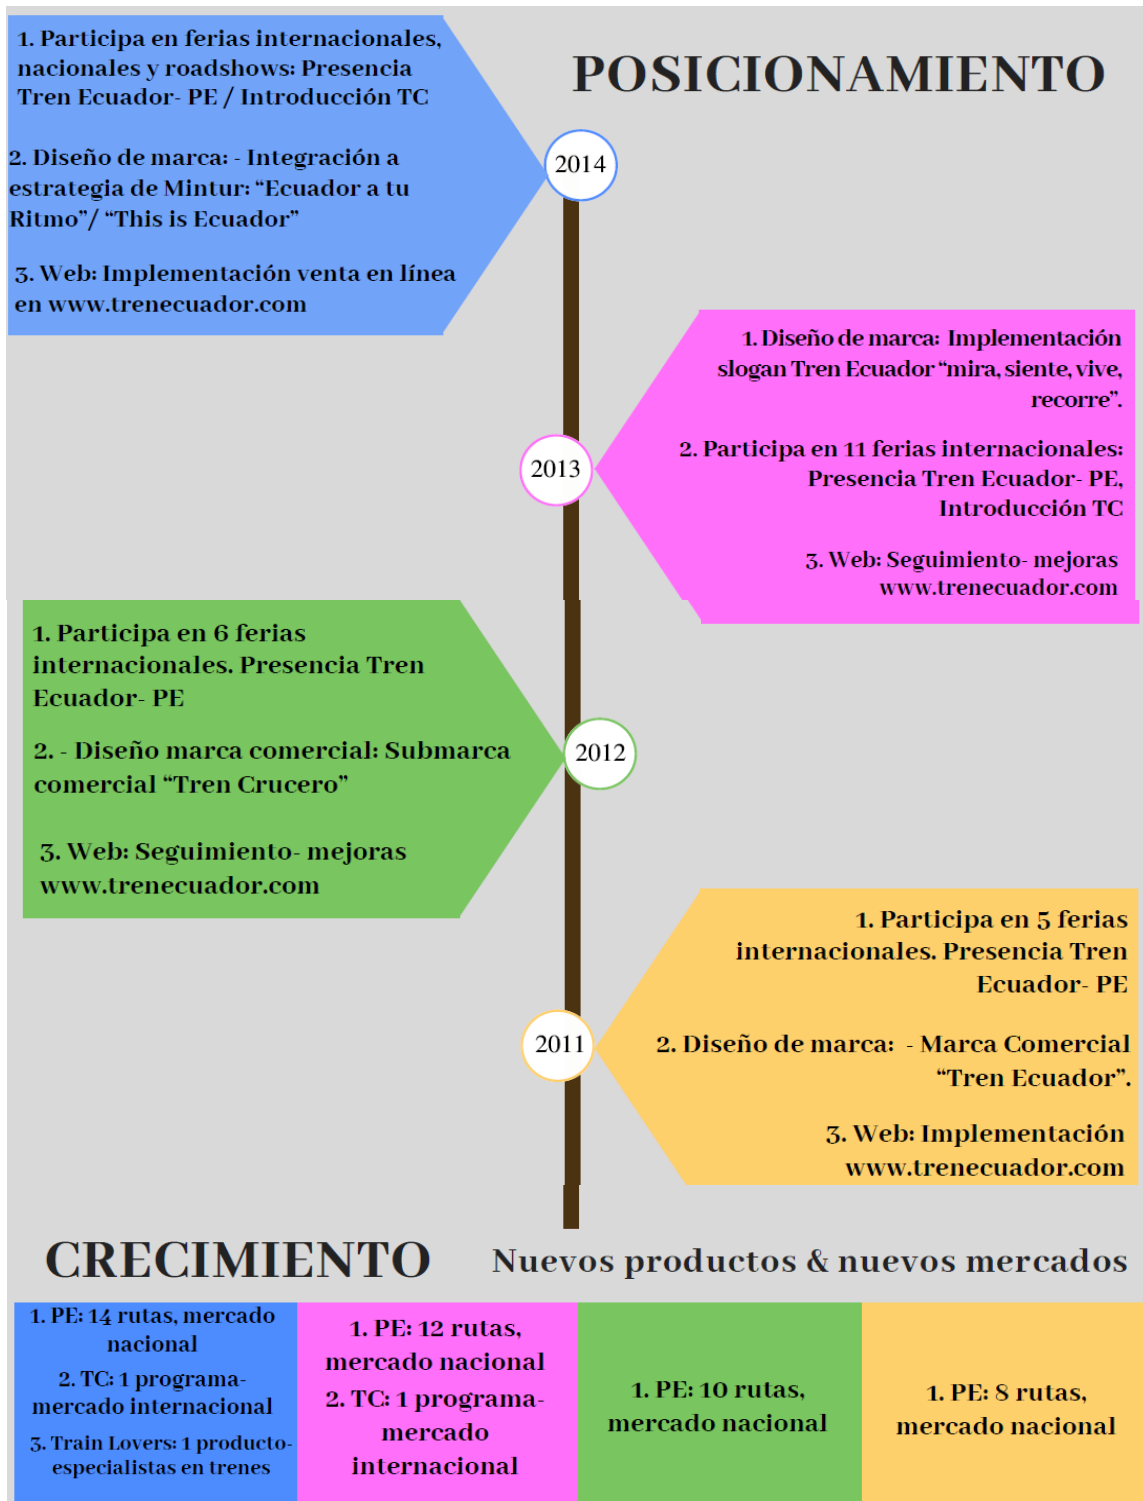 1. Participa en ferias internacionales,
nacionales y roadshows: Presencia
Tren Ecuador- PE / Introducción TC
2. Diseño de marca: - Integración a
estrategia de Mintur: “Ecuador a tu
Ritmo”/ “This is Ecuador”
3. Web: Implementación venta en línea
en www.trenecuador.com
POSICIONAMIENTO
2014
1. Diseño de marca: Implementación
slogan Tren Ecuador “mira, siente, vive,
recorre”.
2. Participa en 11 ferias internacionales:
Presencia Tren Ecuador- PE,
Introducción TC
3. Web: Seguimiento- mejoras
www.trenecuador.com
2013
1. Participa en 6 ferias
internacionales. Presencia Tren
Ecuador- PE
2. - Diseño marca comercial: Submarca
comercial “Tren Crucero”
3. Web: Seguimiento- mejoras
www.trenecuador.com
2012
1. Participa en 5 ferias
internacionales. Presencia Tren
Ecuador- PE
2. Diseño de marca: - Marca Comercial
“Tren Ecuador”.
3. Web: Implementación
www.trenecuador.com
2011
CRECIMIENTO
Nuevos productos & nuevos mercados
1. PE: 14 rutas, mercado
nacional
2. TC: 1 programa-
mercado internacional
3. Train Lovers: 1 producto-
especialistas en trenes
1. PE: 12 rutas,
mercado nacional
2. TC: 1 programa-
mercado
internacional
1. PE: 10 rutas,
mercado nacional
1. PE: 8 rutas,
mercado nacional